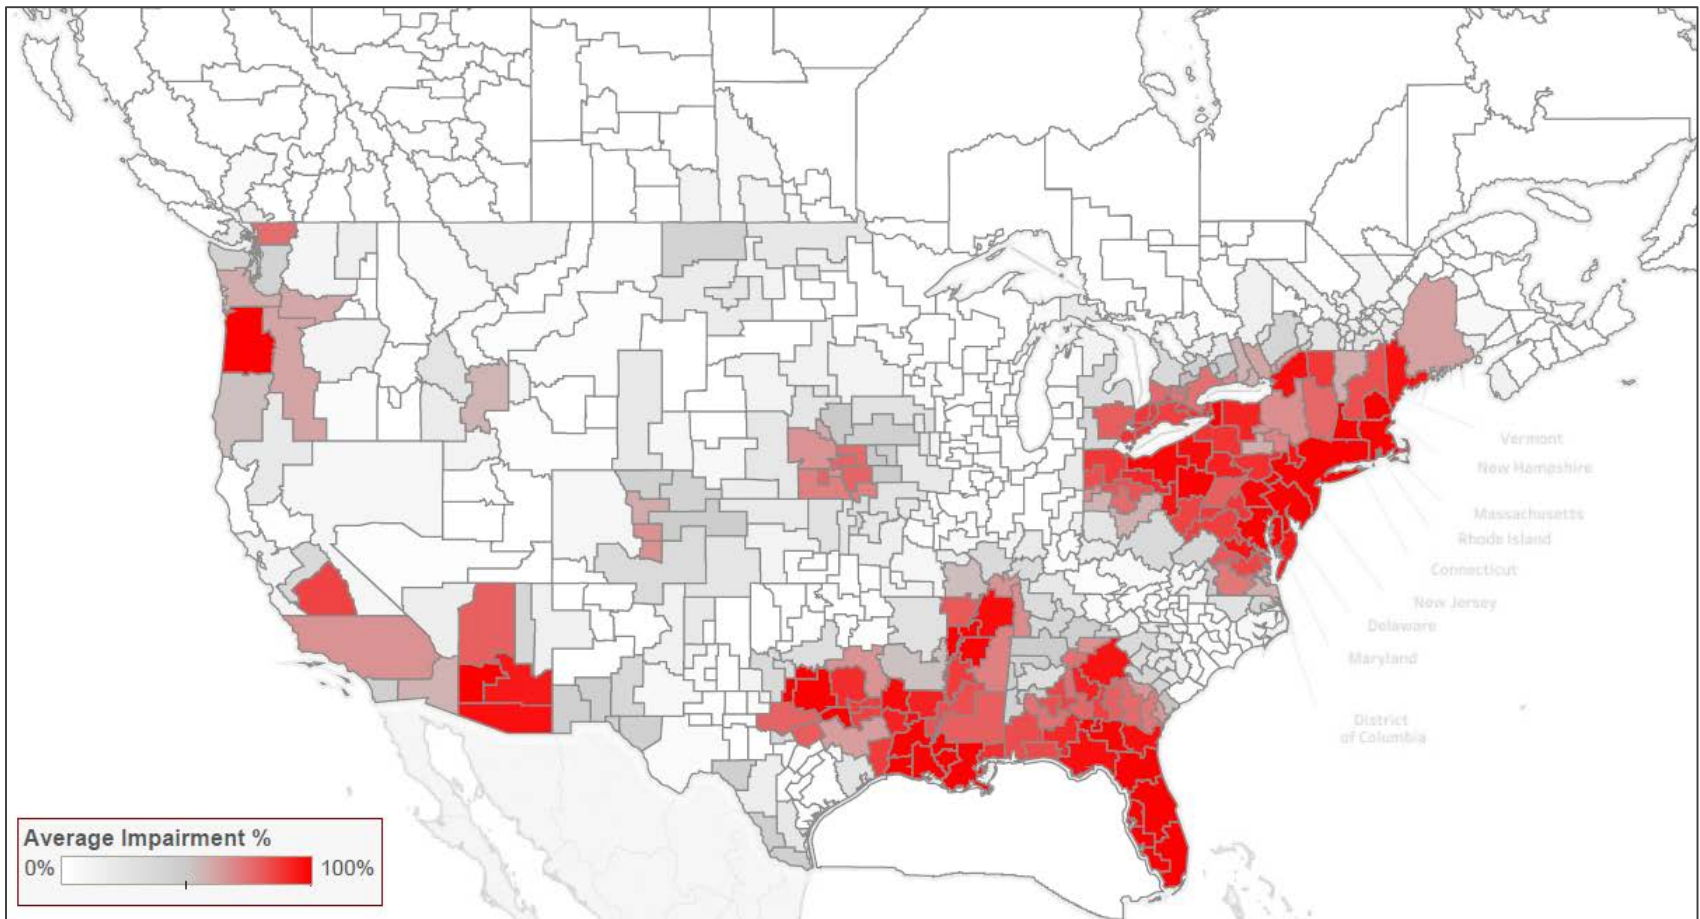 Vermont
New Hampshire
Massachusetts
Rhode Island
Connecticut
New Jersey
Delaware
Maryland
District
of Columbia
Average Impairment %
0%
100%